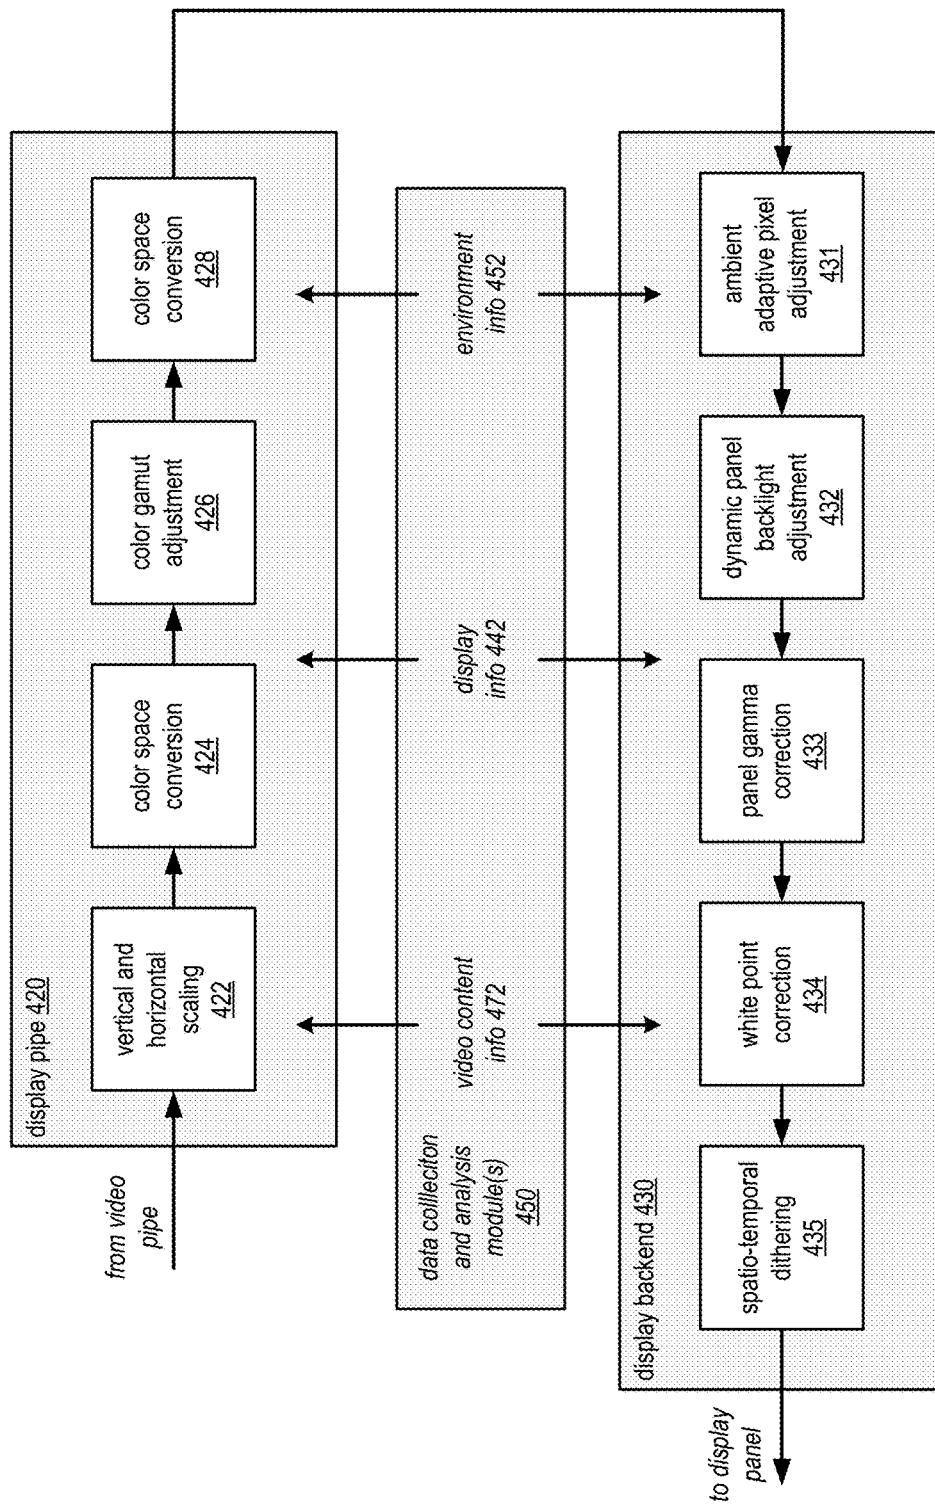 display pipe 420
from video
pipe
vertical and
horizontal
scaling
422
color space
conversion
424
color gamut
adjustment
426
color space
conversion
428
data collleciton
and analysis
module(s)
450
video content
info 472
display
info 442
environment
info 452
display backend 430
ambient
adaptive pixel
adjustment
431
dynamic panel
backlight
adjustment
432
panel gamma
correction
433
white point
correction
434
spatio-temporal
dithering
435
to display
panel